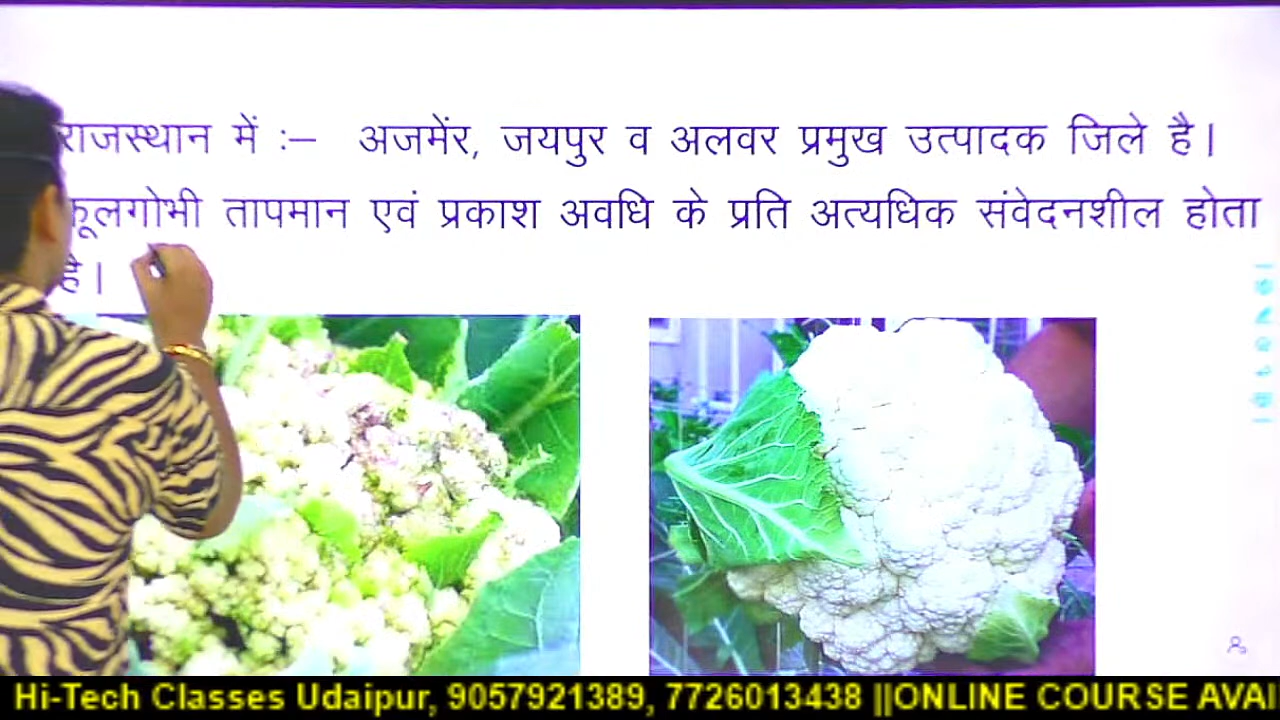 राजस्थान में :– अजमेंर, जयपुर व अलवर प्रमुख उत्पादक जिले है।
फूलगोभी तापमान एवं प्रकाश अवधि के प्रति अत्यधिक संवेदनशील होता
है।
Hi-Tech Classes Udaipur, 9057921389, 7726013438 ||ONLINE COURSE AVAI